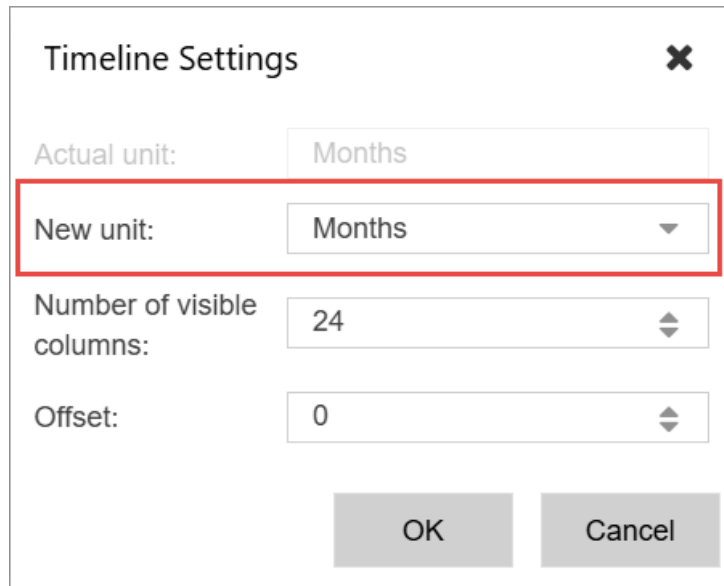 Timeline Settings
Actual unit: Months
New unit: Months
Number of visible
columns: 24
Offset: 0
OK Cancel